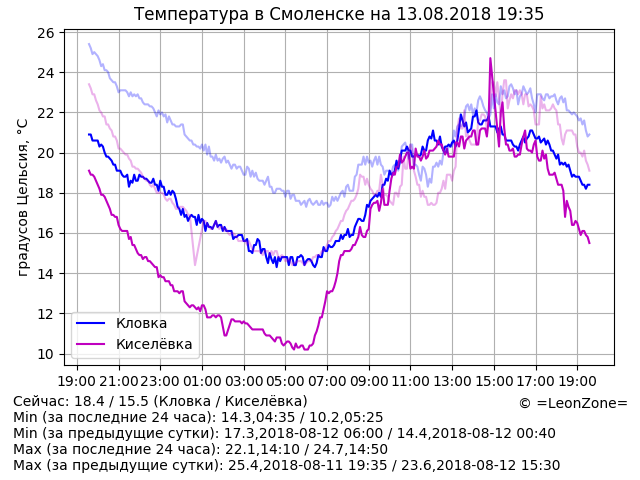 Температура в Смоленске на 13.08.2018 19:35
градусов Цельсия, °C
26
24
22
20
18
16
14
12
10
Кловка
Киселёвка
19:00 21:00 23:00 01:00 03:00 05:00 07:00 09:00 11:00 13:00 15:00 17:00 19:00
Сейчас: 18.4 / 15.5 (Кловка / Киселёвка)
© =LeonZone=
Min (за последние 24 часа): 14.3,04:35 / 10.2,05:25
Min (за предыдущие сутки): 17.3,2018-08-12 06:00 / 14.4,2018-08-12 00:40
Max (за последние 24 часа): 22.1,14:10 / 24.7,14:50
Max (за предыдущие сутки): 25.4,2018-08-11 19:35 / 23.6,2018-08-12 15:30